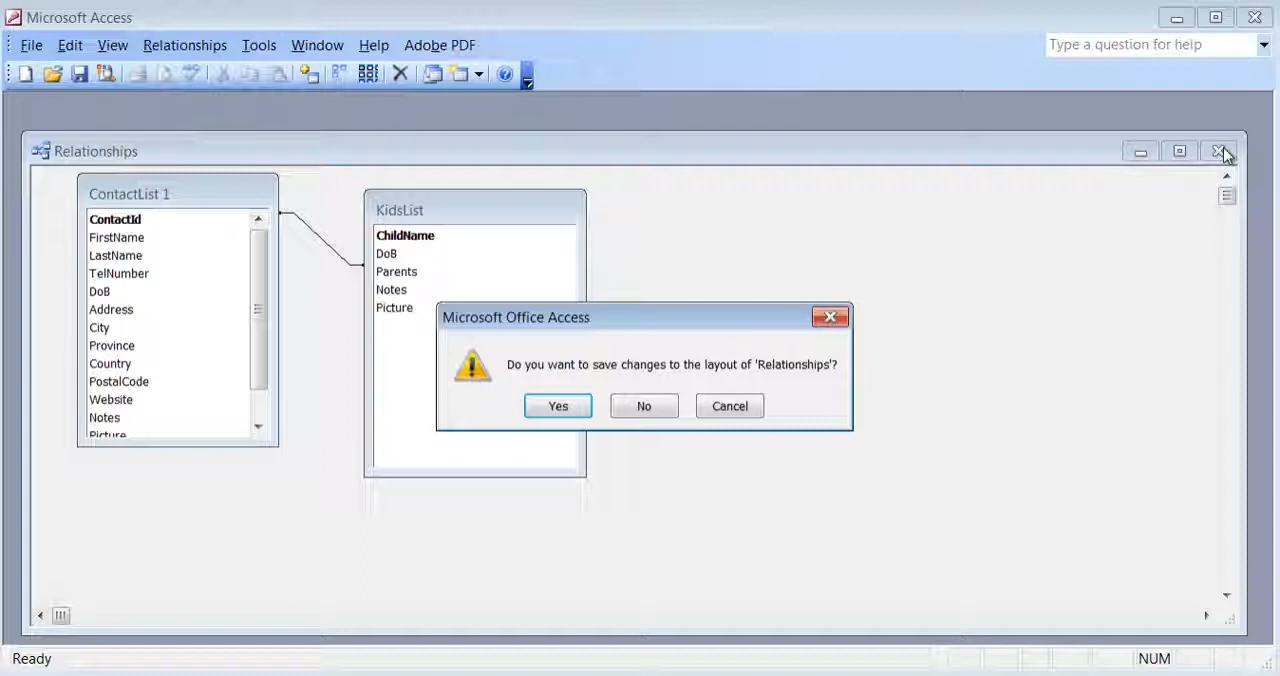 Microsoft Access
File Edit View Relationships Tools Window Help Adobe PDF
Type a question for help
Relationships
ContactList 1
ContactId
FirstName
LastName
TelNumber
DoB
Address
City
Province
Country
PostalCode
Website
Notes
Picture
KidsList
ChildName
DoB
Parents
Notes
Picture
Microsoft Office Access
Do you want to save changes to the layout of 'Relationships'?
Yes No Cancel
Ready
NUM